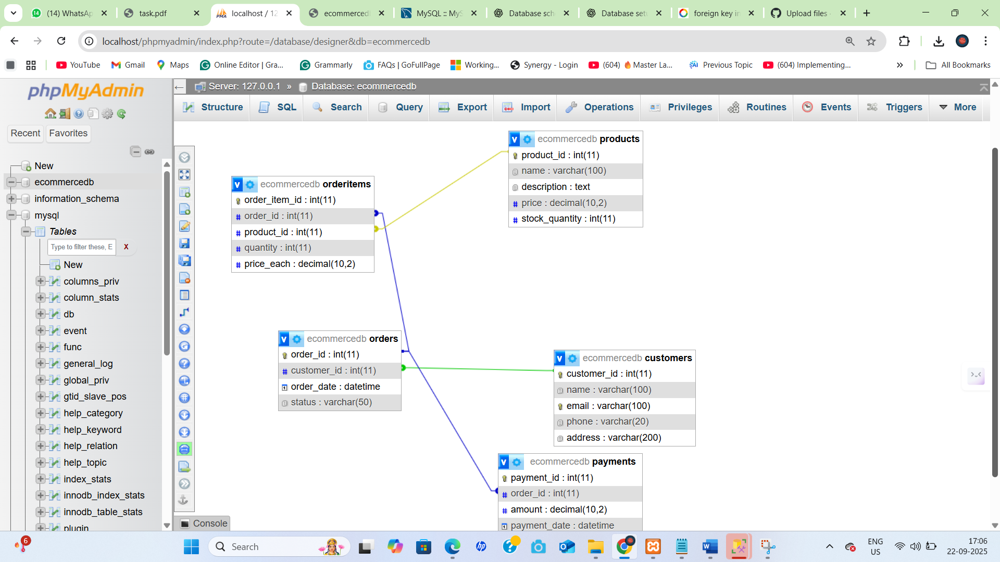 14
(14) WhatsAp
task.pdf
localhost / 12
ecommerced
MySQL :: MyS
Database sch
Database set
foreign key in
Upload files
localhost/phpmyadmin/index.php?route=/database/designer&db=ecommercedb
YouTube
Gmail
Maps
Online Editor | Gra...
Grammarly
FAQs | GoFullPage
Working...
Synergy - Login
(604) 🔥 Master La...
Previous Topic
(604) Implementing...
»
All Bookmarks
phpMyAdmin
Server: 127.0.0.1 » Database: ecommercedb
Structure
SQL
Search
Query
Export
Import
Operations
Privileges
Routines
Events
Triggers
More
Recent
Favorites
New
ecommercedb
information_schema
mysql
Tables
Type to filter these, E
X
New
columns_priv
column_stats
db
event
func
general_log
global_priv
gtid_slave_pos
help_category
help_keyword
help_relation
help_topic
index_stats
innodb_index_stats
innodb_table_stats
plugin
v ecommercedb products
product_id : int(11)
name : varchar(100)
description : text
# price : decimal(10,2)
# stock_quantity : int(11)
v ecommercedb orderitems
order_item_id : int(11)
# order_id : int(11)
# product_id : int(11)
# quantity : int(11)
# price_each : decimal(10,2)
v ecommercedb orders
order_id : int(11)
# customer_id : int(11)
order_date : datetime
status : varchar(50)
v ecommercedb customers
customer_id : int(11)
name : varchar(100)
email : varchar(100)
phone : varchar(20)
address : varchar(200)
v ecommercedb payments
payment_id : int(11)
# order_id : int(11)
# amount : decimal(10,2)
payment_date : datetime
Console
6
Search
ENG
US
17:06
22-09-2025